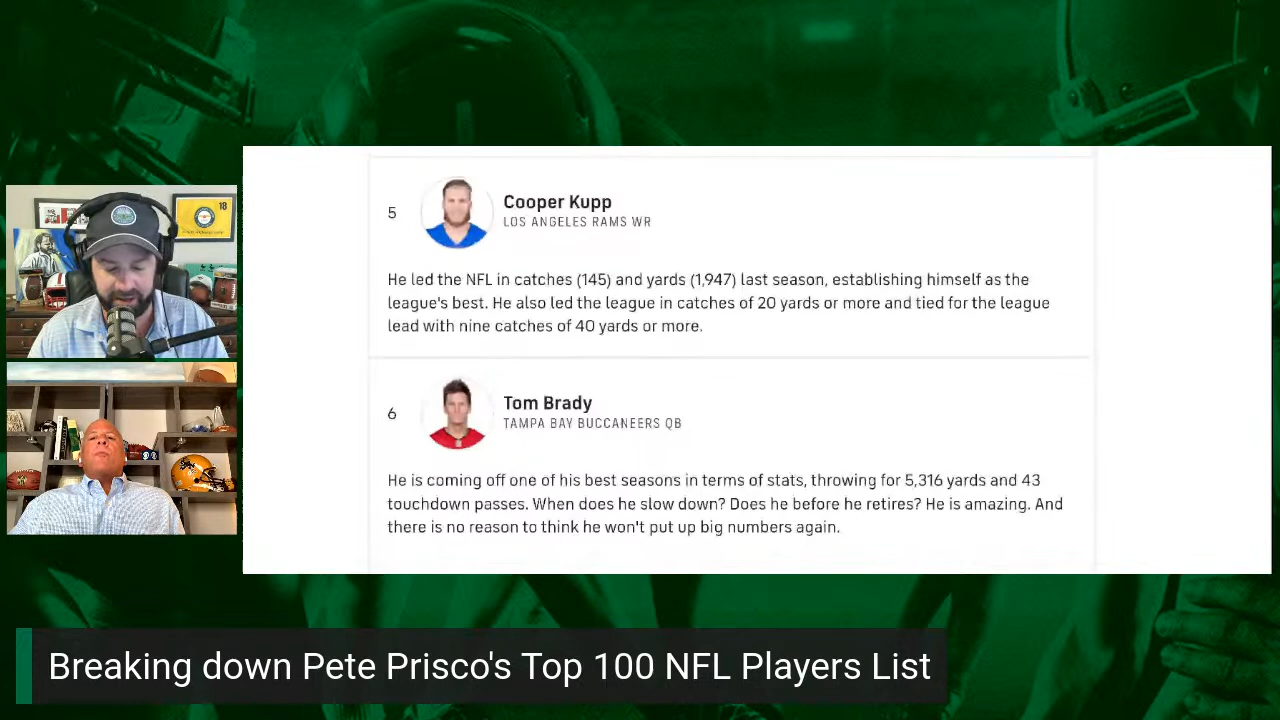 18
5
Cooper Kupp
LOS ANGELES RAMS WR
He led the NFL in catches (145) and yards (1,947) last season, establishing himself as the
league's best. He also led the league in catches of 20 yards or more and tied for the league
lead with nine catches of 40 yards or more.
6
Tom Brady
TAMPA BAY BUCCANEERS QB
He is coming off one of his best seasons in terms of stats, throwing for 5,316 yards and 43
touchdown passes. When does he slow down? Does he before he retires? He is amazing. And
there is no reason to think he won't put up big numbers again.
Breaking down Pete Prisco's Top 100 NFL Players List